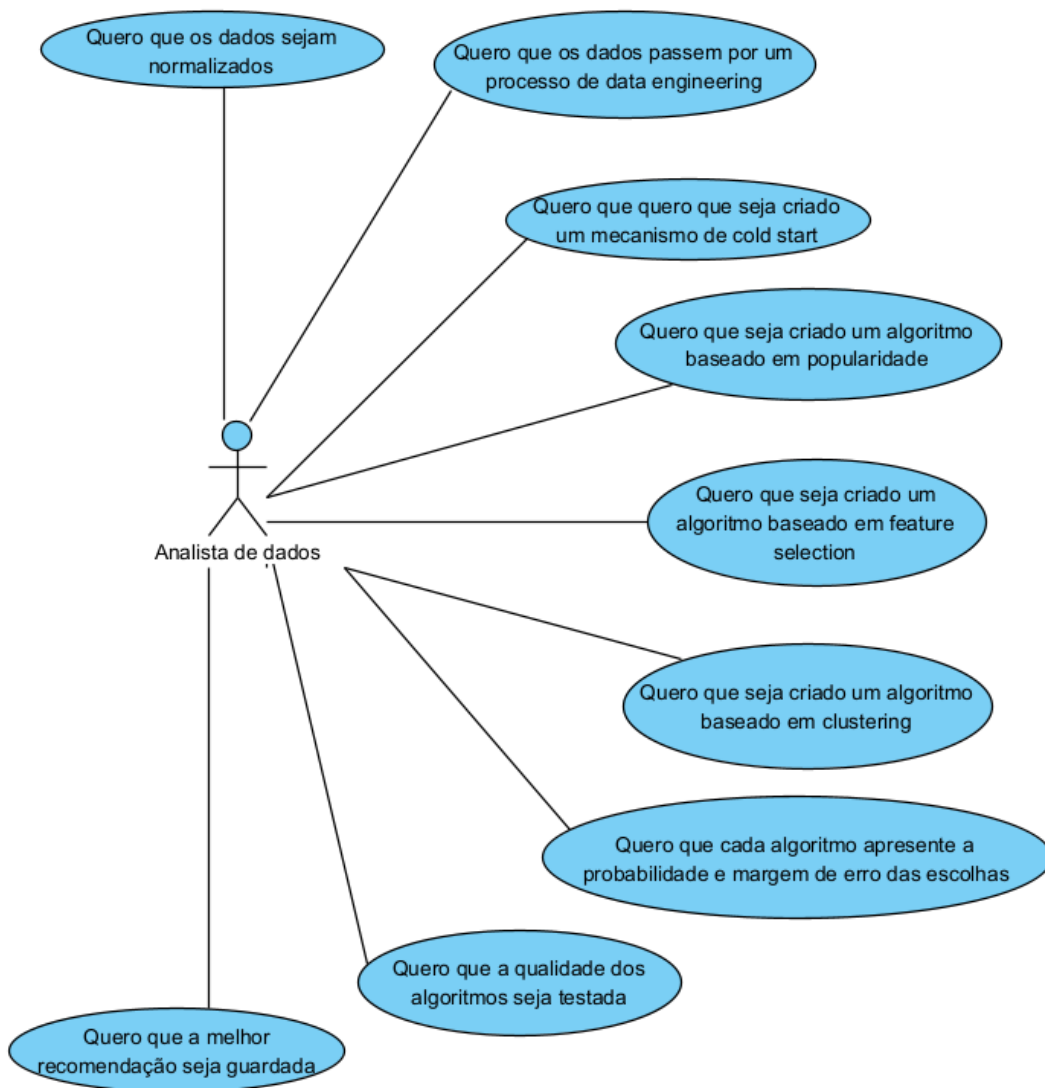 Quero que os dados sejam
normalizados
Quero que os dados passem por um
processo de data engineering
Quero que quero que seja criado
um mecanismo de cold start
Quero que seja criado um algoritmo
baseado em popularidade
Quero que seja criado um
algoritmo baseado em feature
selection
Analista de dados
Quero que seja criado um algoritmo
baseado em clustering
Quero que cada algoritmo apresente a
probabilidade e margem de erro das escolhas
Quero que a qualidade dos
algoritmos seja testada
Quero que a melhor
recomendação seja guardada